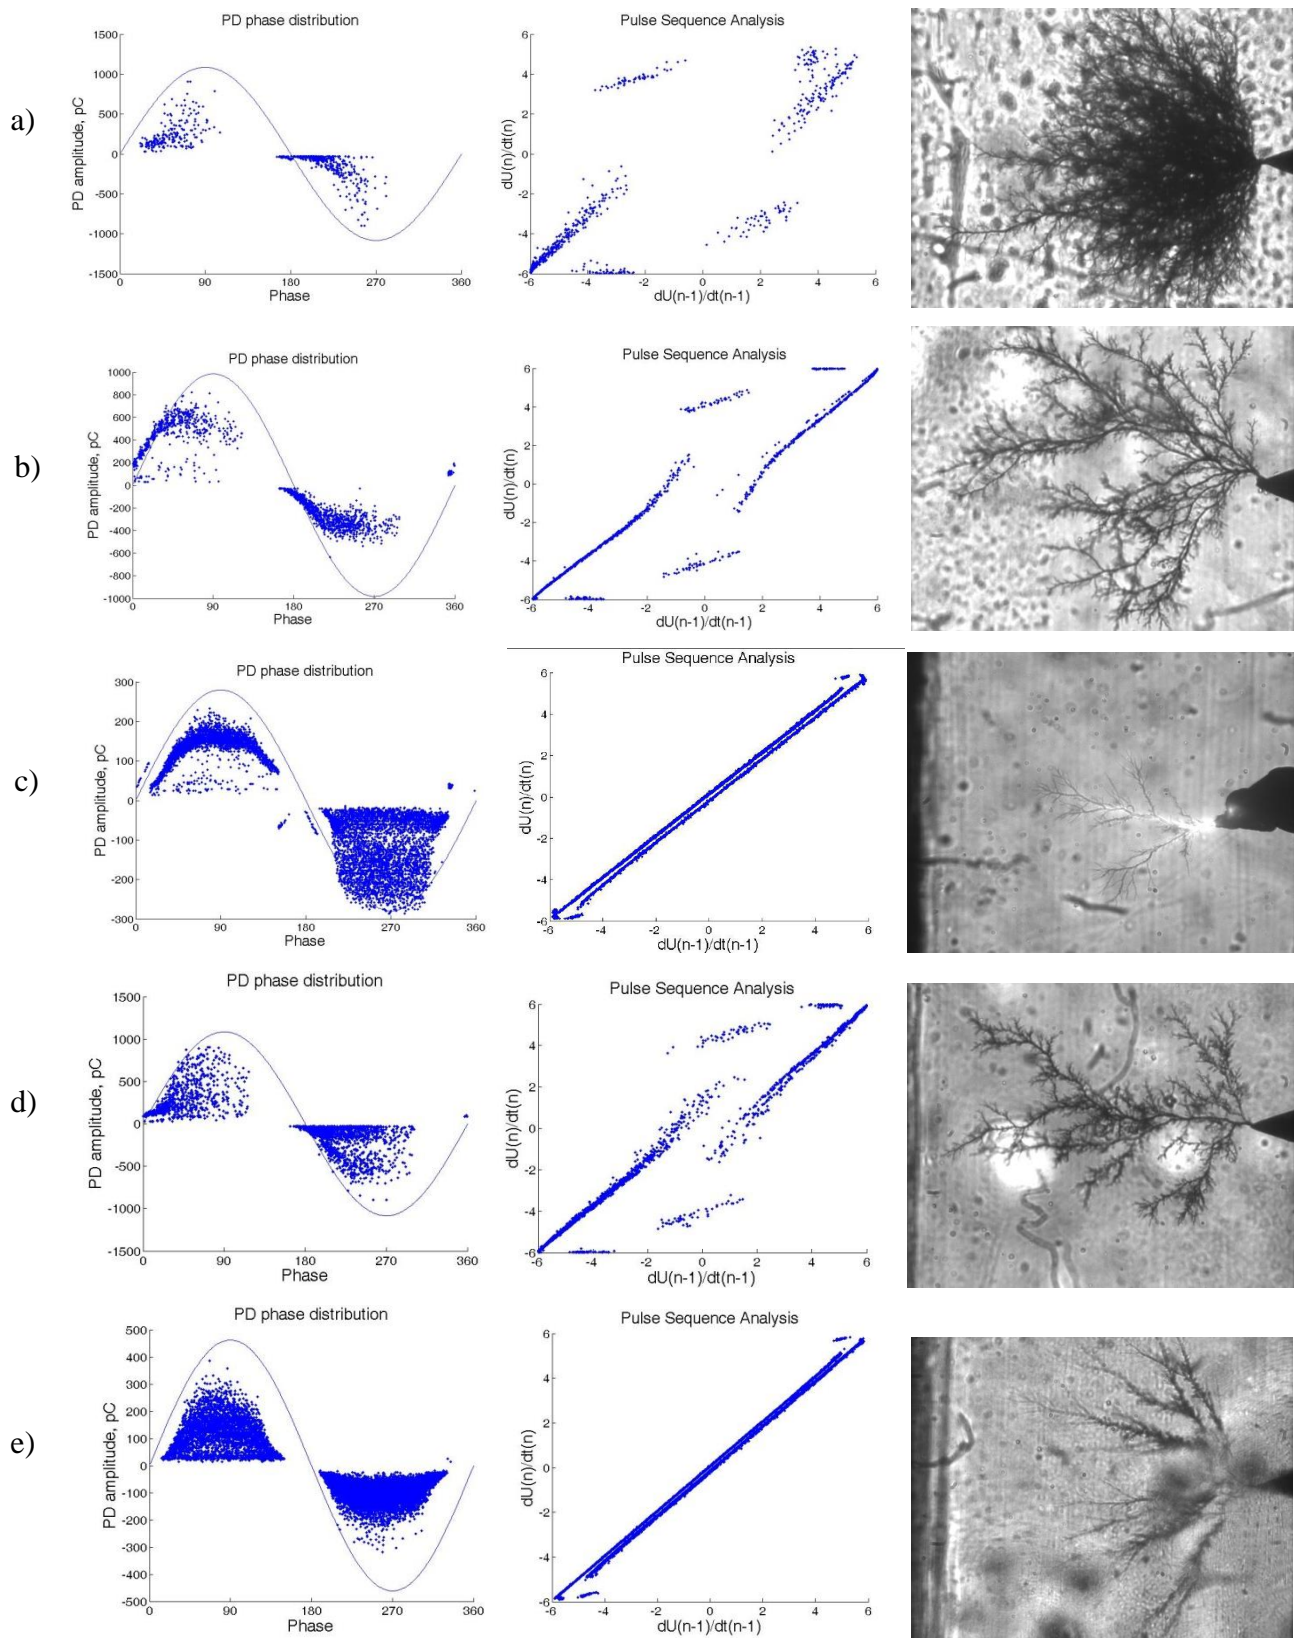 a)
PD phase distribution
PD amplitude, pC
1500
1000
500
0
-500
-1000
-1500
0 90 180 270 360
Phase
Pulse Sequence Analysis
dU(n)/dt(n)
6
4
2
0
-2
-4
-6
-6 -4 -2 0 2 4 6
dU(n-1)/dt(n-1)
b)
PD phase distribution
PD amplitude, pC
1000
800
600
400
200
0
-200
-400
-600
-800
-1000
0 90 180 270 360
Phase
Pulse Sequence Analysis
dU(n)/dt(n)
6
4
2
0
-2
-4
-6
-6 -4 -2 0 2 4 6
dU(n-1)/dt(n-1)
c)
PD phase distribution
PD amplitude, pC
300
200
100
0
-100
-200
-300
0 90 180 270 360
Phase
Pulse Sequence Analysis
dU(n)/dt(n)
6
4
2
0
-2
-4
-6
-6 -4 -2 0 2 4 6
dU(n-1)/dt(n-1)
d)
PD phase distribution
PD amplitude, pC
1500
1000
500
0
-500
-1000
-1500
0 90 180 270 360
Phase
Pulse Sequence Analysis
dU(n)/dt(n)
6
4
2
0
-2
-4
-6
-6 -4 -2 0 2 4 6
dU(n-1)/dt(n-1)
e)
PD phase distribution
PD amplitude, pC
500
400
300
200
100
0
-100
-200
-300
-400
-500
0 90 180 270 360
Phase
Pulse Sequence Analysis
dU(n)/dt(n)
6
4
2
0
-2
-4
-6
-6 -4 -2 0 2 4 6
dU(n-1)/dt(n-1)